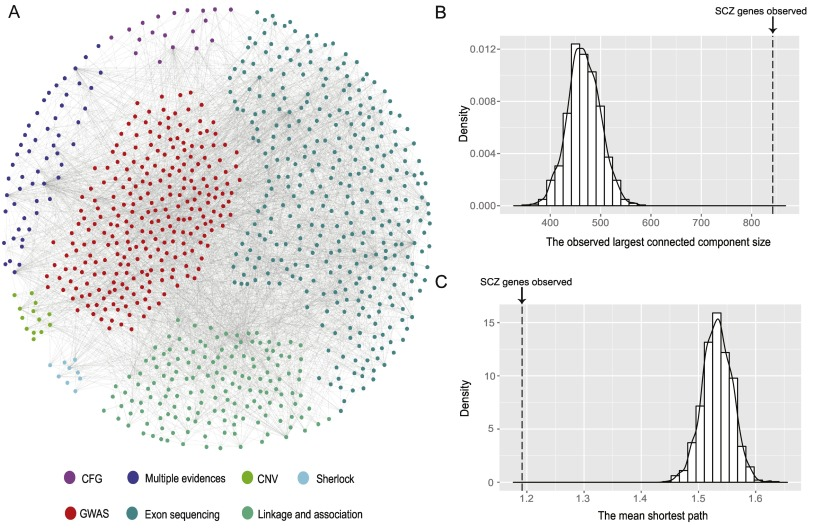 A
CFG
Multiple evidences
CNV
Sherlock
GWAS
Exon sequencing
Linkage and association
B
SCZ genes observed
Density
0.012
0.008
0.004
0.000
400 500 600 700 800
The observed largest connected component size
C
SCZ genes observed
Density
15
10
5
0
1.2 1.3 1.4 1.5 1.6
The mean shortest path